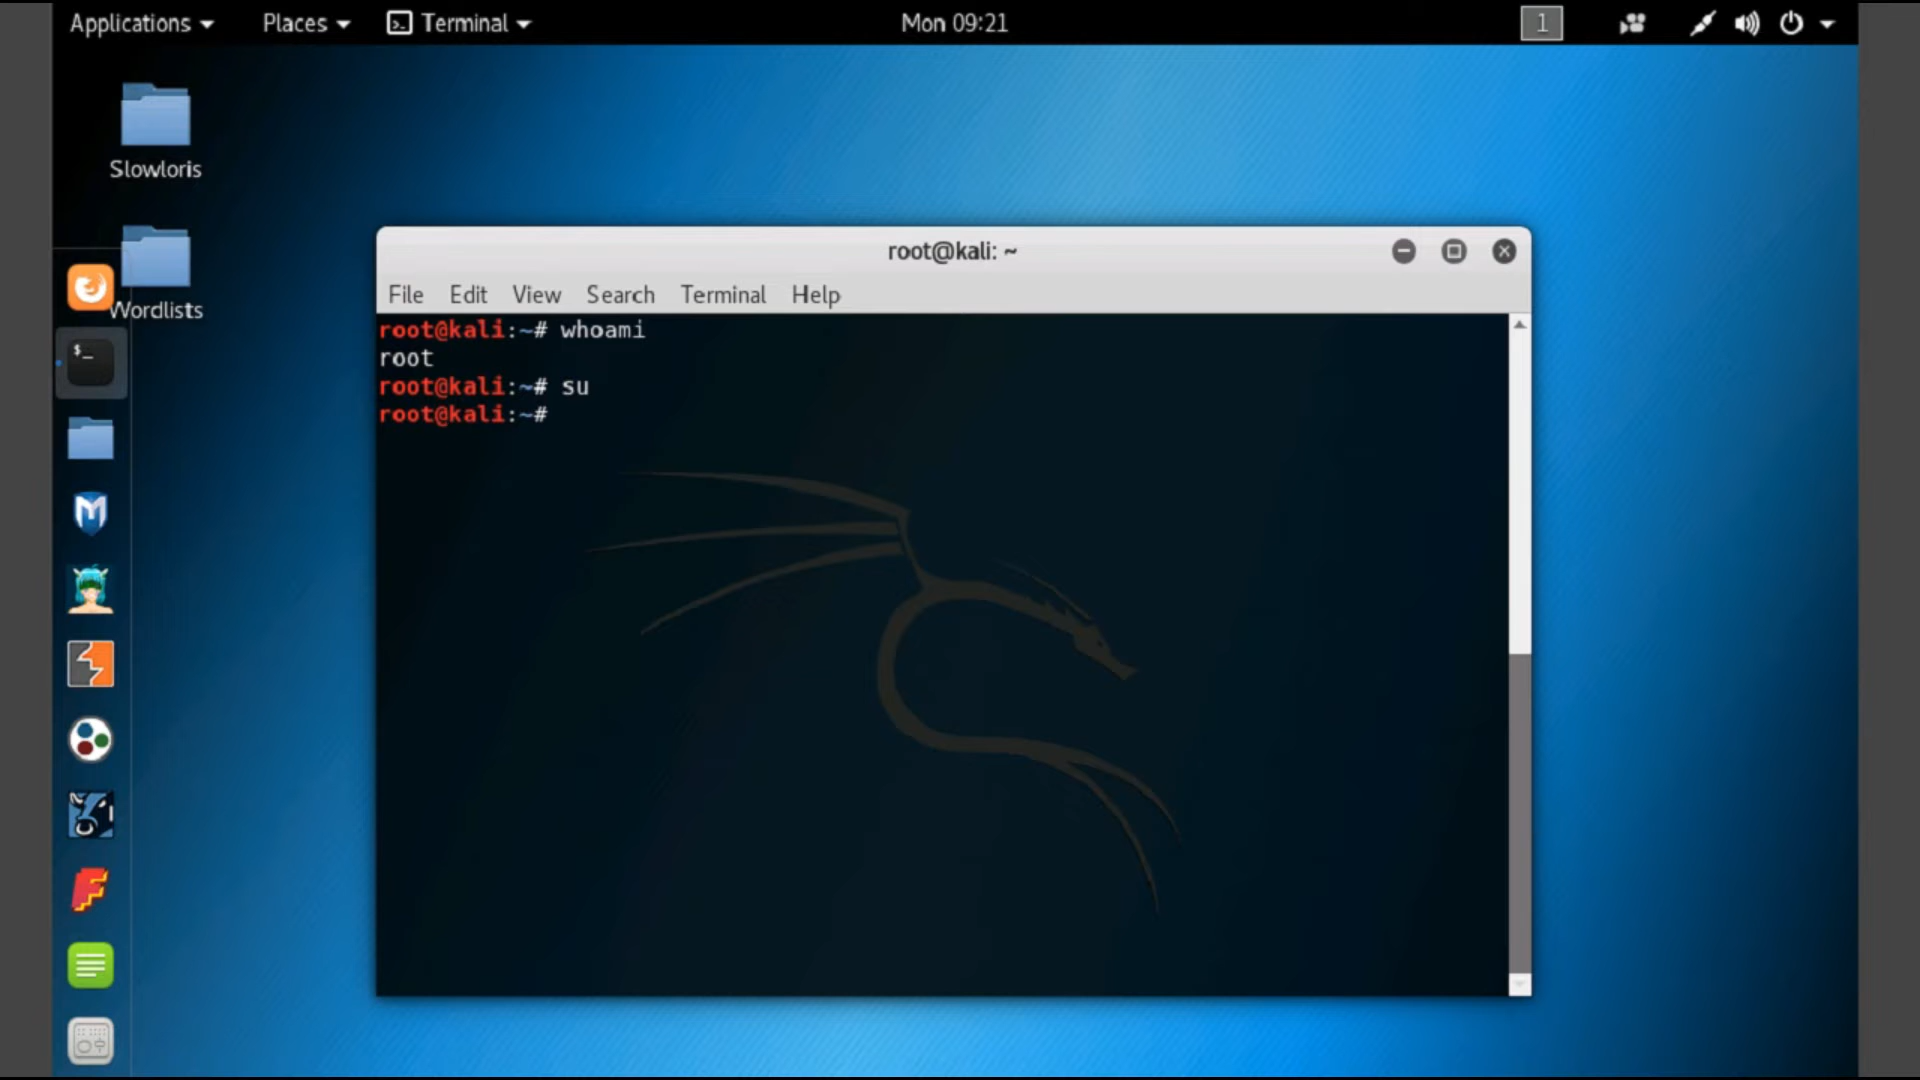 Applications Places Terminal Mon 09:21 1
Slowloris
Wordlists
root@kali: ~
File Edit View Search Terminal Help
root@kali:~# whoami
root
root@kali:~# su
root@kali:~#
$_